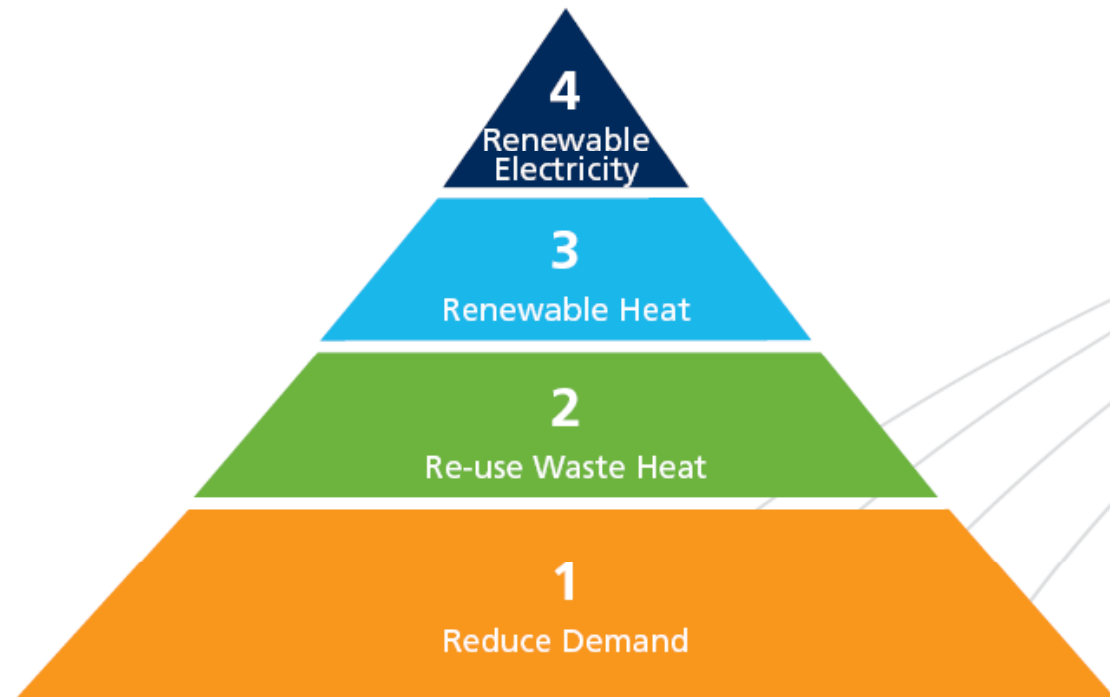 4
Renewable
Electricity
3
Renewable Heat
2
Re-use Waste Heat
1
Reduce Demand